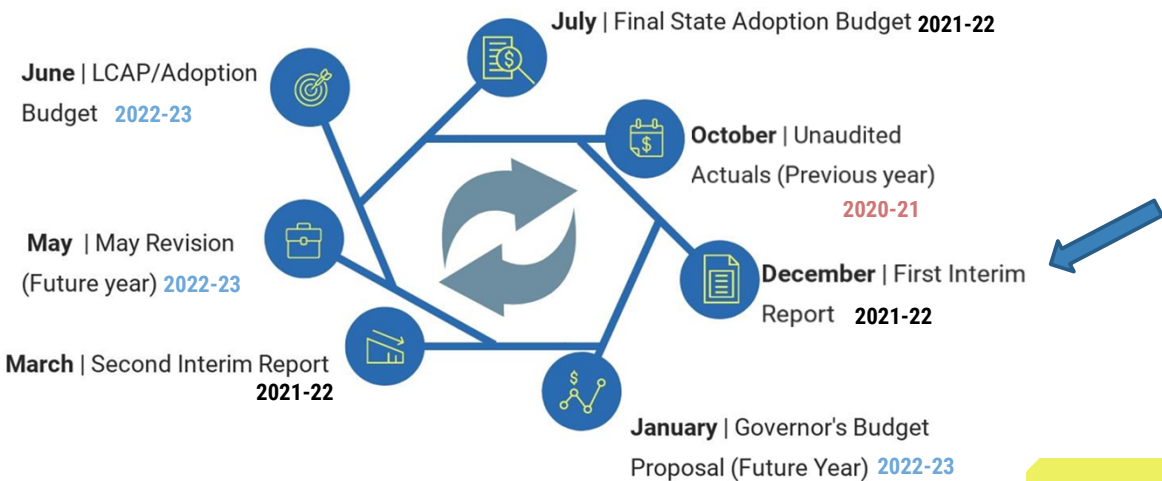 July | Final State Adoption Budget 2021-22
June | LCAP/Adoption
Budget 2022-23
October | Unaudited
Actuals (Previous year)
2020-21
May | May Revision
(Future year) 2022-23
December | First Interim
Report 2021-22
March | Second Interim Report
2021-22
January | Governor's Budget
Proposal (Future Year) 2022-23
$
$
$